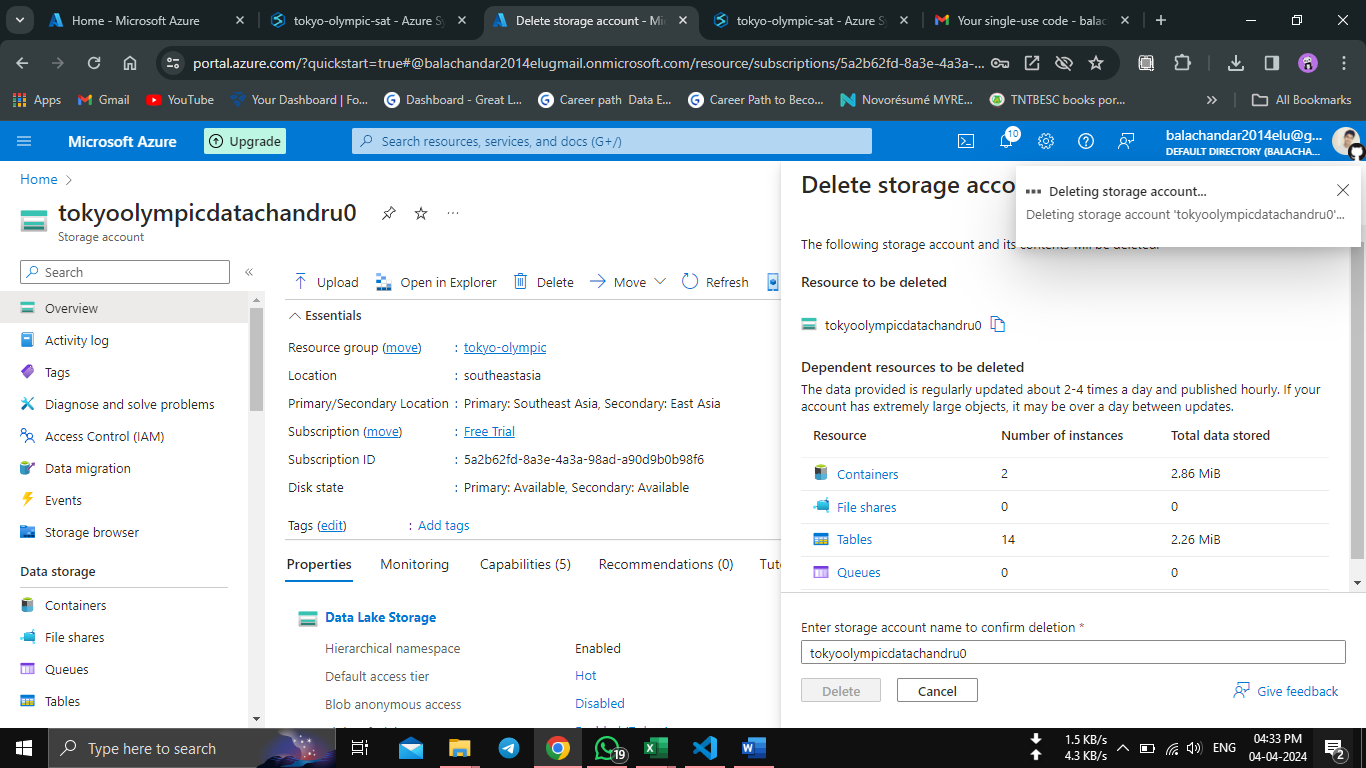 Home - Microsoft Azure
tokyo-olympic-sat - Azure Sy
Delete storage account - Mi
tokyo-olympic-sat - Azure Sy
Your single-use code - balac
portal.azure.com/?quickstart=true#@balachandar2014elugmail.onmicrosoft.com/resource/subscriptions/5a2b62fd-8a3e-4a3a-...
Apps
Gmail
YouTube
Your Dashboard | Fo...
Dashboard - Great L...
Career path Data E...
Career Path to Beco...
Novorésumé MYRE...
TNTBESC books por...
All Bookmarks
Microsoft Azure
Upgrade
Search resources, services, and docs (G+/)
10
balachandar2014elu@g...
DEFAULT DIRECTORY (BALACHA...
Home
tokyoolympicdatachandru0
Storage account
Search
Overview
Activity log
Tags
Diagnose and solve problems
Access Control (IAM)
Data migration
Events
Storage browser
Data storage
Containers
File shares
Queues
Tables
Upload
Open in Explorer
Delete
Move
Refresh
Essentials
Resource group (move) : tokyo-olympic
Location : southeastasia
Primary/Secondary Location : Primary: Southeast Asia, Secondary: East Asia
Subscription (move) : Free Trial
Subscription ID : 5a2b62fd-8a3e-4a3a-98ad-a90d9b0b98f6
Disk state : Primary: Available, Secondary: Available
Tags (edit) : Add tags
Properties
Monitoring
Capabilities (5)
Recommendations (0)
Tut
Data Lake Storage
Hierarchical namespace Enabled
Default access tier Hot
Blob anonymous access Disabled
Delete storage acco
Deleting storage account...
Deleting storage account 'tokyoolympicdatachandru0'...
The following storage account and its contents will be deleted.
Resource to be deleted
tokyoolympicdatachandru0
Dependent resources to be deleted
The data provided is regularly updated about 2-4 times a day and published hourly. If your
account has extremely large objects, it may be over a day between updates.
Resource Number of instances Total data stored
Containers 2 2.86 MiB
File shares 0 0
Tables 14 2.26 MiB
Queues 0 0
Enter storage account name to confirm deletion *
tokyoolympicdatachandru0
Delete
Cancel
Give feedback
Type here to search
19
1.5 KB/s
4.3 KB/s
ENG
04:33 PM
04-04-2024
2